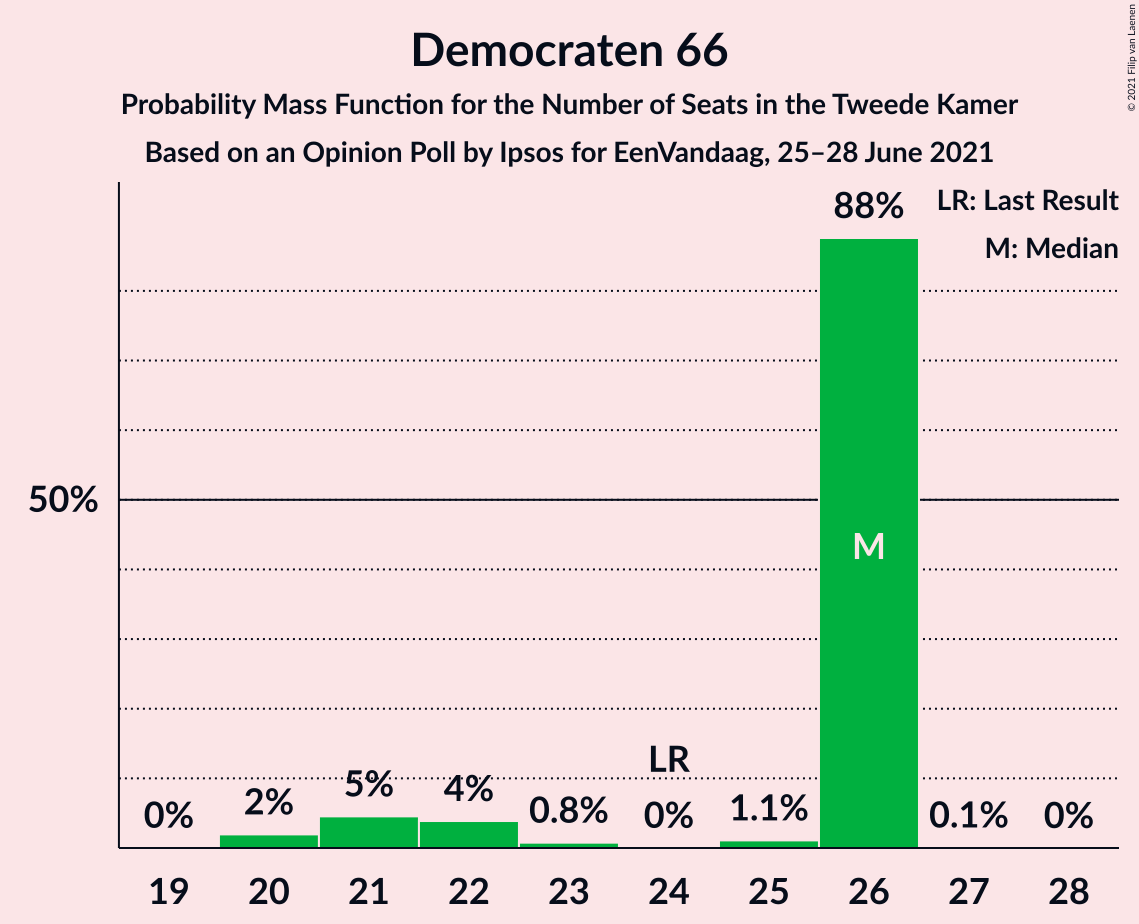 Democraten 66
Probability Mass Function for the Number of Seats in the Tweede Kamer
Based on an Opinion Poll by Ipsos for EenVandaag, 25–28 June 2021
© 2021 Filip van Laenen
LR: Last Result
M: Median
88%
50%
M
LR
0% 2% 5% 4% 0.8% 0% 1.1% 0.1% 0%
19 20 21 22 23 24 25 26 27 28